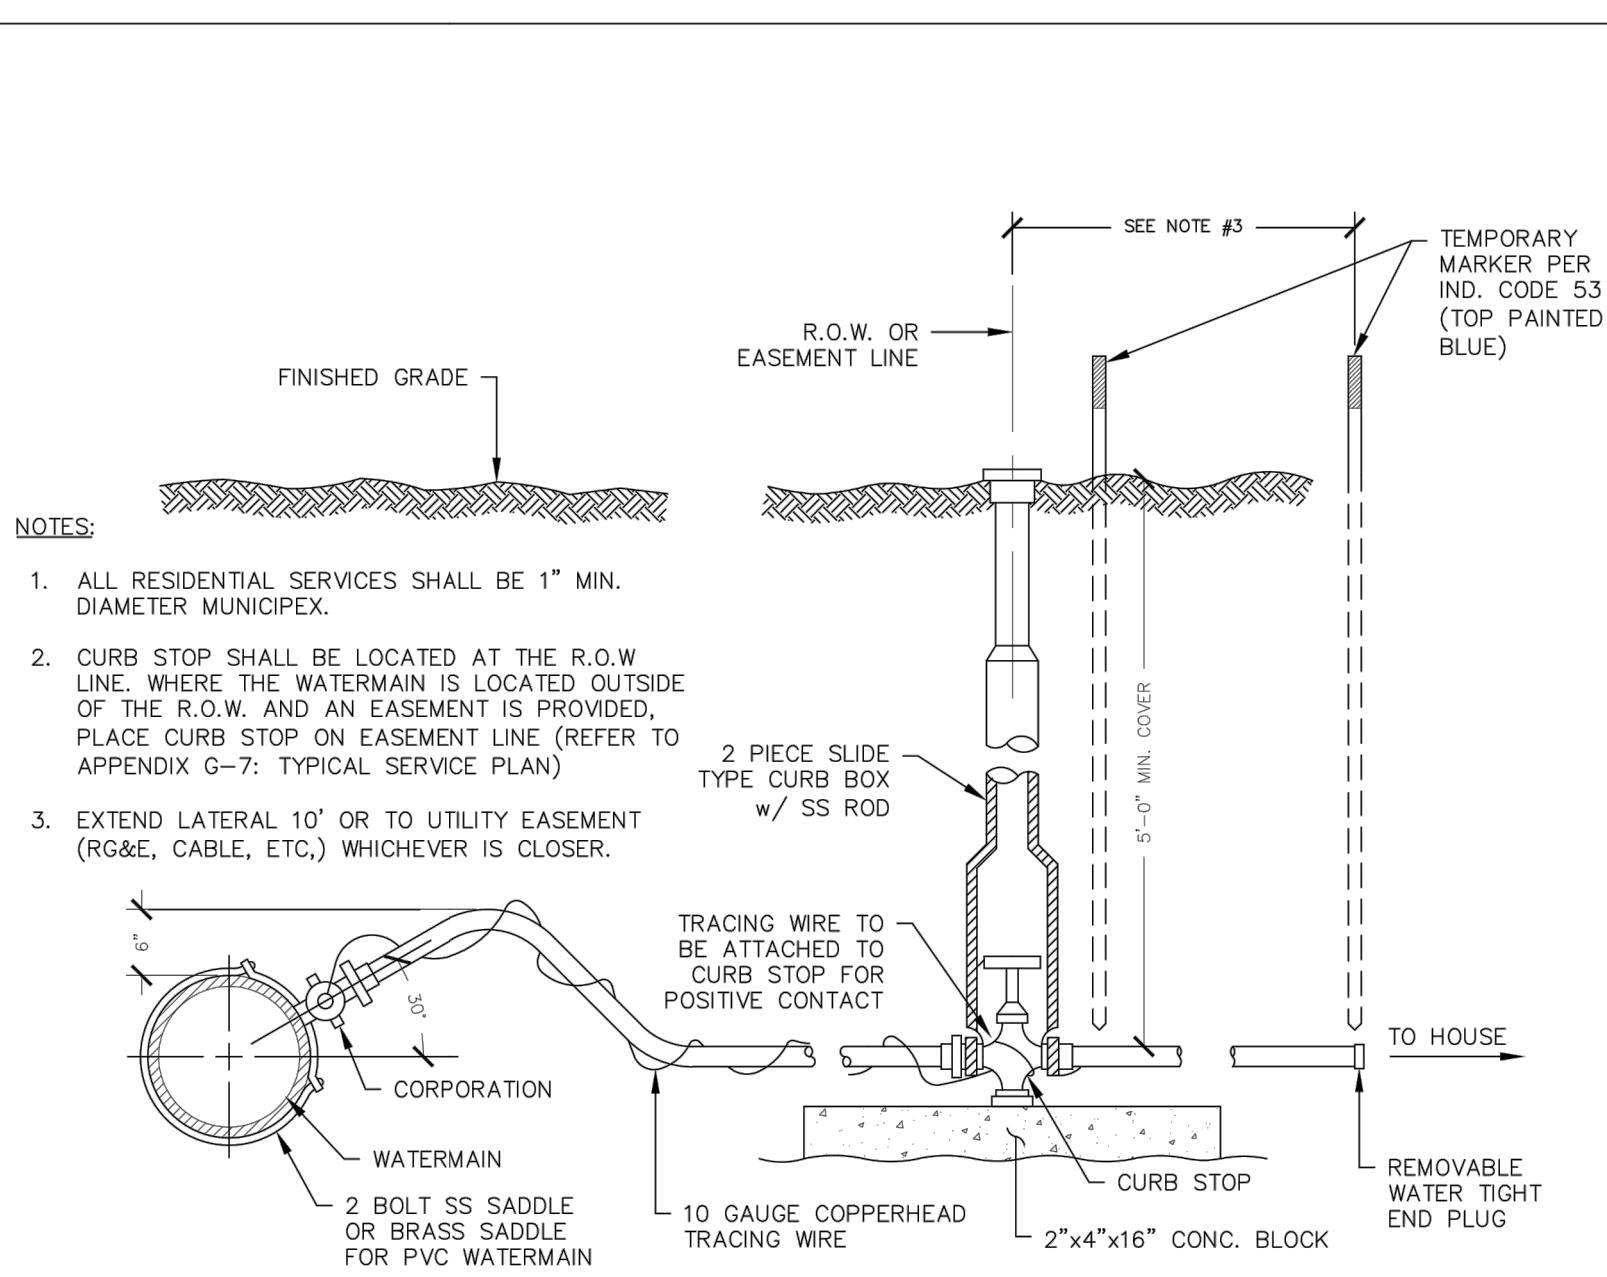 SEE NOTE #3
TEMPORARY
MARKER PER
IND. CODE 53
(TOP PAINTED
BLUE)
R.O.W. OR
EASEMENT LINE
FINISHED GRADE
NOTES:
1. ALL RESIDENTIAL SERVICES SHALL BE 1" MIN.
DIAMETER MUNICIPEX.
2. CURB STOP SHALL BE LOCATED AT THE R.O.W
LINE. WHERE THE WATERMAIN IS LOCATED OUTSIDE
OF THE R.O.W. AND AN EASEMENT IS PROVIDED,
PLACE CURB STOP ON EASEMENT LINE (REFER TO
APPENDIX G-7: TYPICAL SERVICE PLAN)
3. EXTEND LATERAL 10' OR TO UTILITY EASEMENT
(RG&E, CABLE, ETC,) WHICHEVER IS CLOSER.
2 PIECE SLIDE
TYPE CURB BOX
w/ SS ROD
5'-0" MIN. COVER
TRACING WIRE TO
BE ATTACHED TO
CURB STOP FOR
POSITIVE CONTACT
6"
30°
TO HOUSE
CORPORATION
WATERMAIN
2 BOLT SS SADDLE
OR BRASS SADDLE
FOR PVC WATERMAIN
10 GAUGE COPPERHEAD
TRACING WIRE
CURB STOP
2"x4"x16" CONC. BLOCK
REMOVABLE
WATER TIGHT
END PLUG